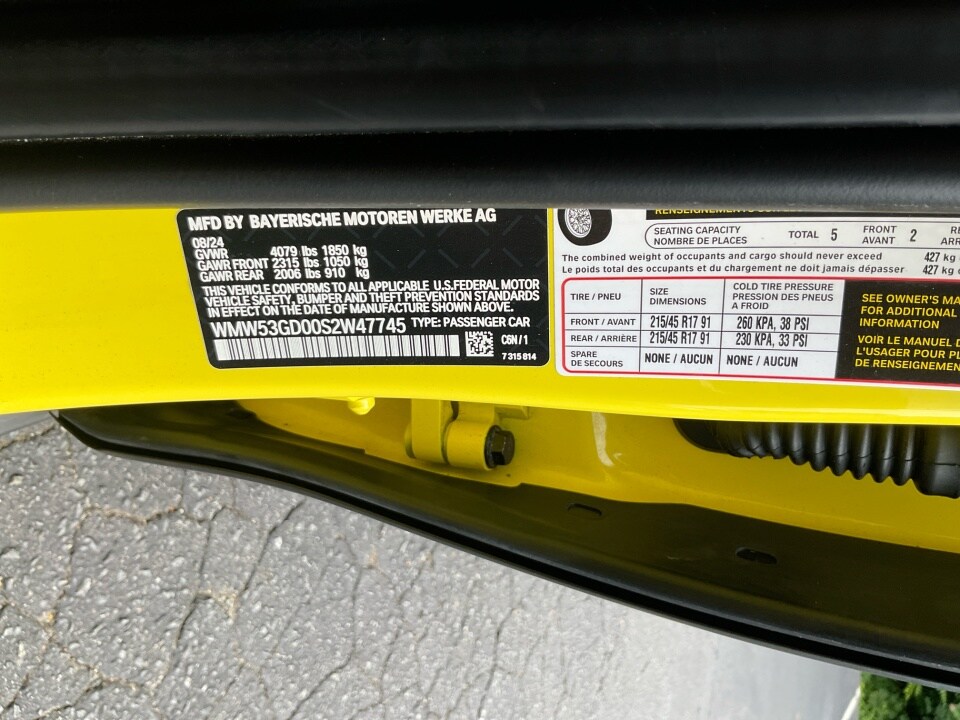 MFD BY BAYERISCHE MOTOREN WERKE AG
08/24
GVWR 4079 lbs 1850 kg
GAWR FRONT 2315 lbs 1050 kg
GAWR REAR 2006 lbs 910 kg
THIS VEHICLE CONFORMS TO ALL APPLICABLE U.S.FEDERAL MOTOR
VEHICLE SAFETY, BUMPER AND THEFT PREVENTION STANDARDS
IN EFFECT ON THE DATE OF MANUFACTURE SHOWN ABOVE.
WMW53GD00S2W47745 TYPE: PASSENGER CAR
C6N / 1
7 315 814
SEATING CAPACITY
NOMBRE DE PLACES
TOTAL 5
FRONT
AVANT 2
The combined weight of occupants and cargo should never exceed 427 kg
Le poids total des occupants et du chargement ne doit jamais dépasser 427 kg
TIRE / PNEU
SIZE
DIMENSIONS
COLD TIRE PRESSURE
PRESSION DES PNEUS
A FROID
FRONT / AVANT 215/45 R17 91 260 KPA, 38 PSI
REAR / ARRIÈRE 215/45 R17 91 230 KPA, 33 PSI
SPARE
DE SECOURS
NONE / AUCUN NONE / AUCUN
SEE OWNER'S MA
FOR ADDITIONAL
INFORMATION
VOIR LE MANUEL D
L'USAGER POUR PL
DE RENSEIGNEMEN